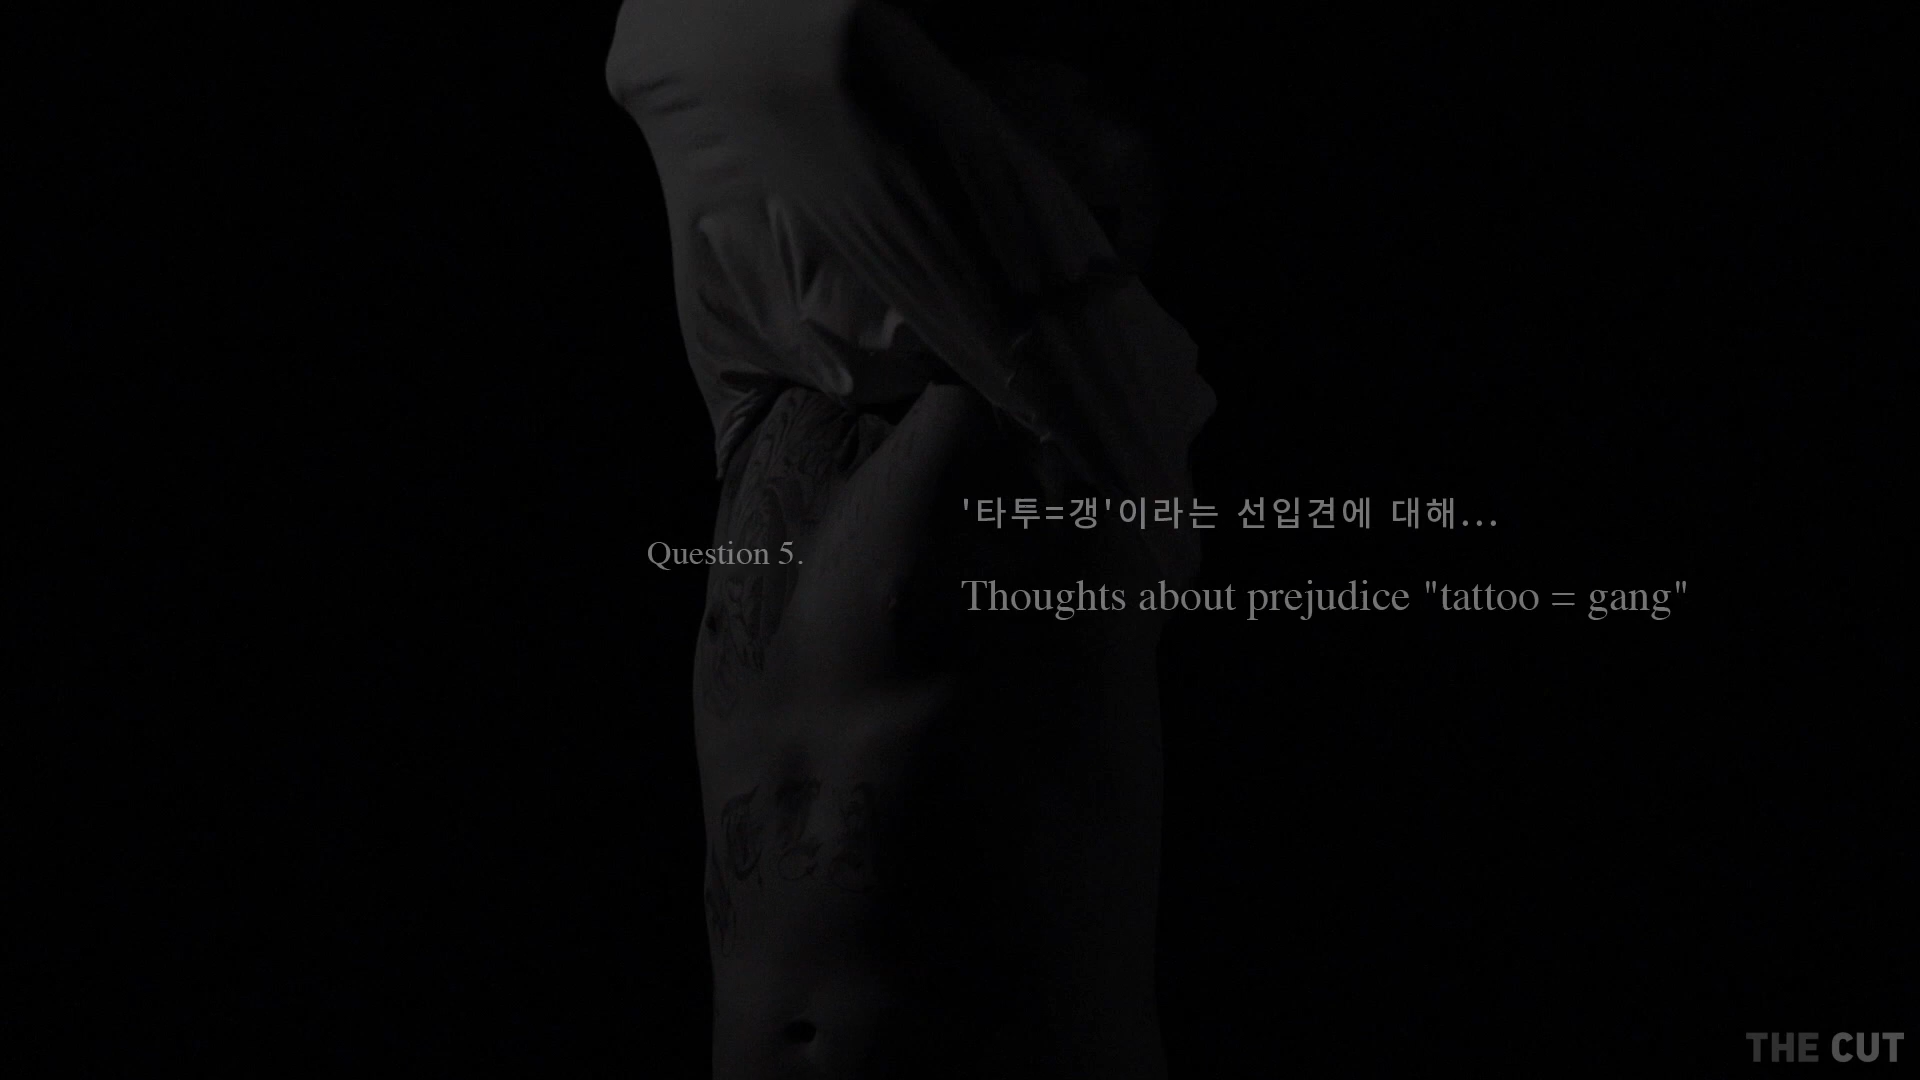 Question 5.
'타투=갱'이라는 선입견에 대해...
Thoughts about prejudice "tattoo = gang"
THE CUT